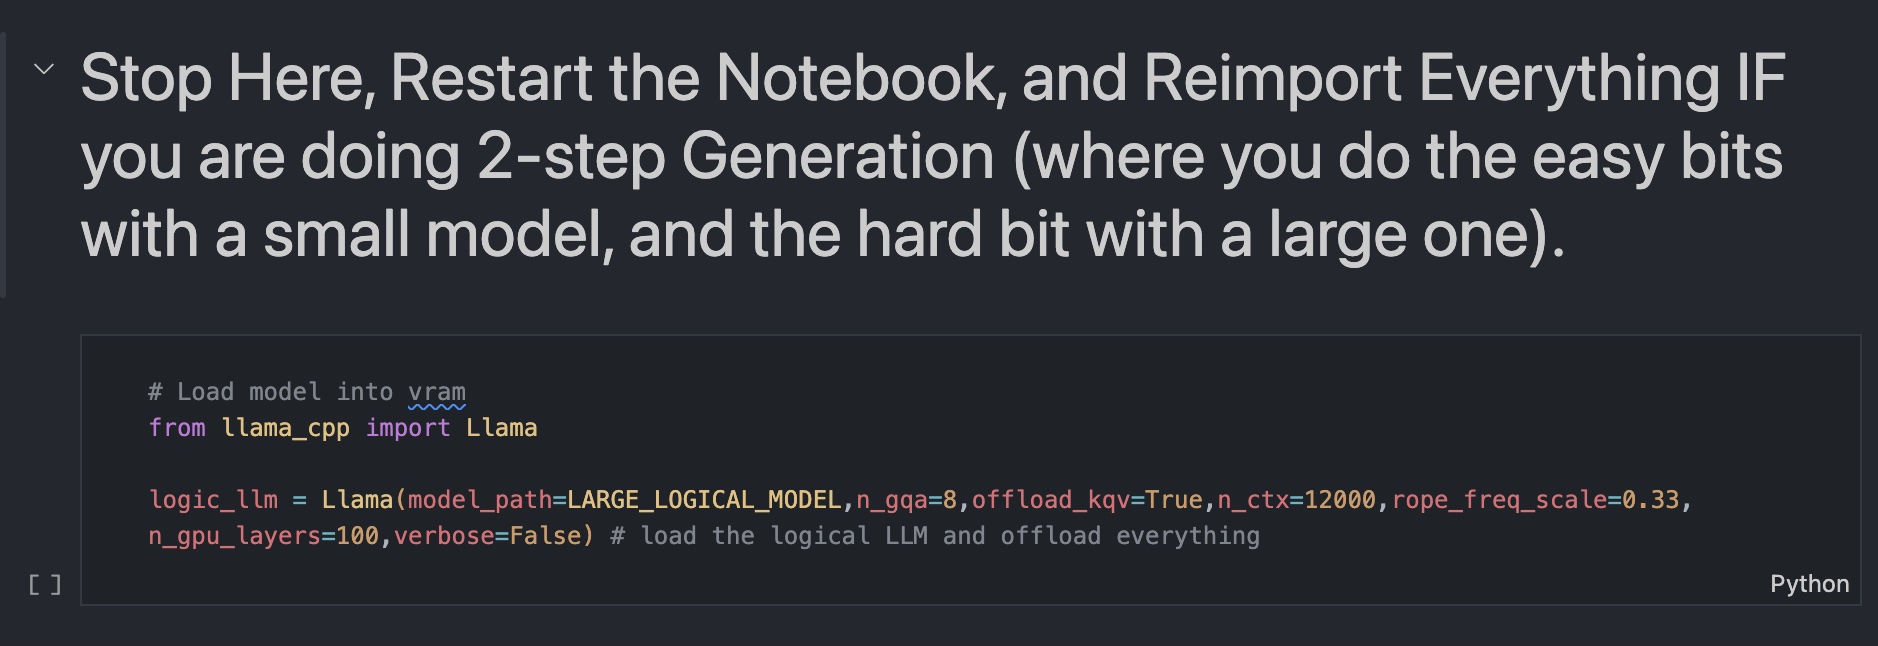 Stop Here, Restart the Notebook, and Reimport Everything IF
you are doing 2-step Generation (where you do the easy bits
with a small model, and the hard bit with a large one).
# Load model into vram
from llama_cpp import Llama
logic_llm = Llama(model_path=LARGE_LOGICAL_MODEL,n_gqa=8,offload_kqv=True,n_ctx=12000,rope_freq_scale=0.33,
n_gpu_layers=100,verbose=False) # load the logical LLM and offload everything
[ ]
Python